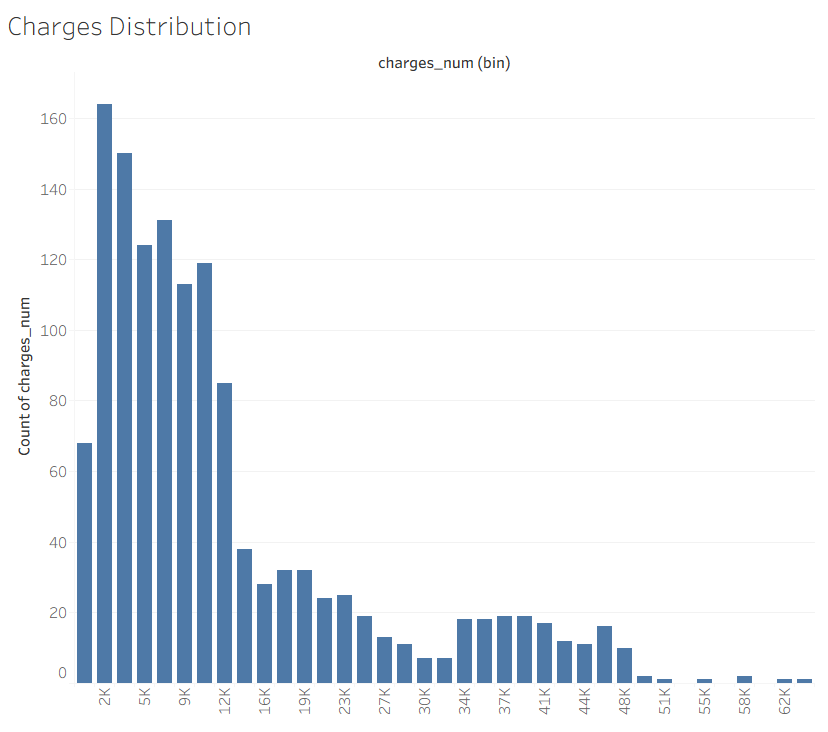 Charges Distribution
charges_num (bin)
Count of charges_num
160
140
120
100
80
60
40
20
0
2K
5K
9K
12K
16K
19K
23K
27K
30K
34K
37K
41K
44K
48K
51K
55K
58K
62K